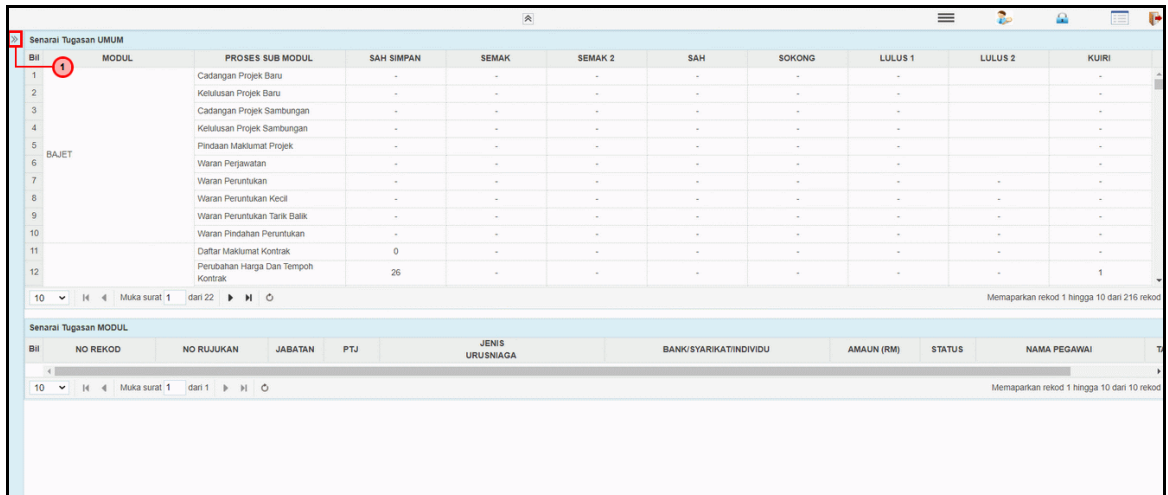 Senarai Tugasan UMUM
Bil MODUL PROSES SUB MODUL SAH SIMPAN SEMAK SEMAK 2 SAH SOKONG LULUS 1 LULUS 2 KUIRI
1
1 Cadangan Projek Baru - - - - - - -
2 Kelulusan Projek Baru - - - - - - -
3 Cadangan Projek Sambungan - - - - - - -
4 Kelulusan Projek Sambungan - - - - - - -
5 Pindaan Maklumat Projek - - - - - - -
BAJET
6 Waran Perjawatan - - - - - - -
7 Waran Peruntukan - - - - - - - -
8 Waran Peruntukan Kecil - - - - - - - -
9 Waran Peruntukan Tarik Balik - - - - - - - -
10 Waran Pindahan Peruntukan - - - - - - - -
11 Daftar Maklumat Kontrak 0 - - - - - - -
12 Perubahan Harga Dan Tempoh Kontrak 26 - - - - - - 1
10 Muka surat 1 dari 22 Memaparkan rekod 1 hingga 10 dari 216 rekod
Senarai Tugasan MODUL
Bil NO REKOD NO RUJUKAN JABATAN PTJ JENIS URUSNIAGA BANK/SYARIKAT/INDIVIDU AMAUN (RM) STATUS NAMA PEGAWAI
10 Muka surat 1 dari 1 Memaparkan rekod 1 hingga 10 dari 10 rekod